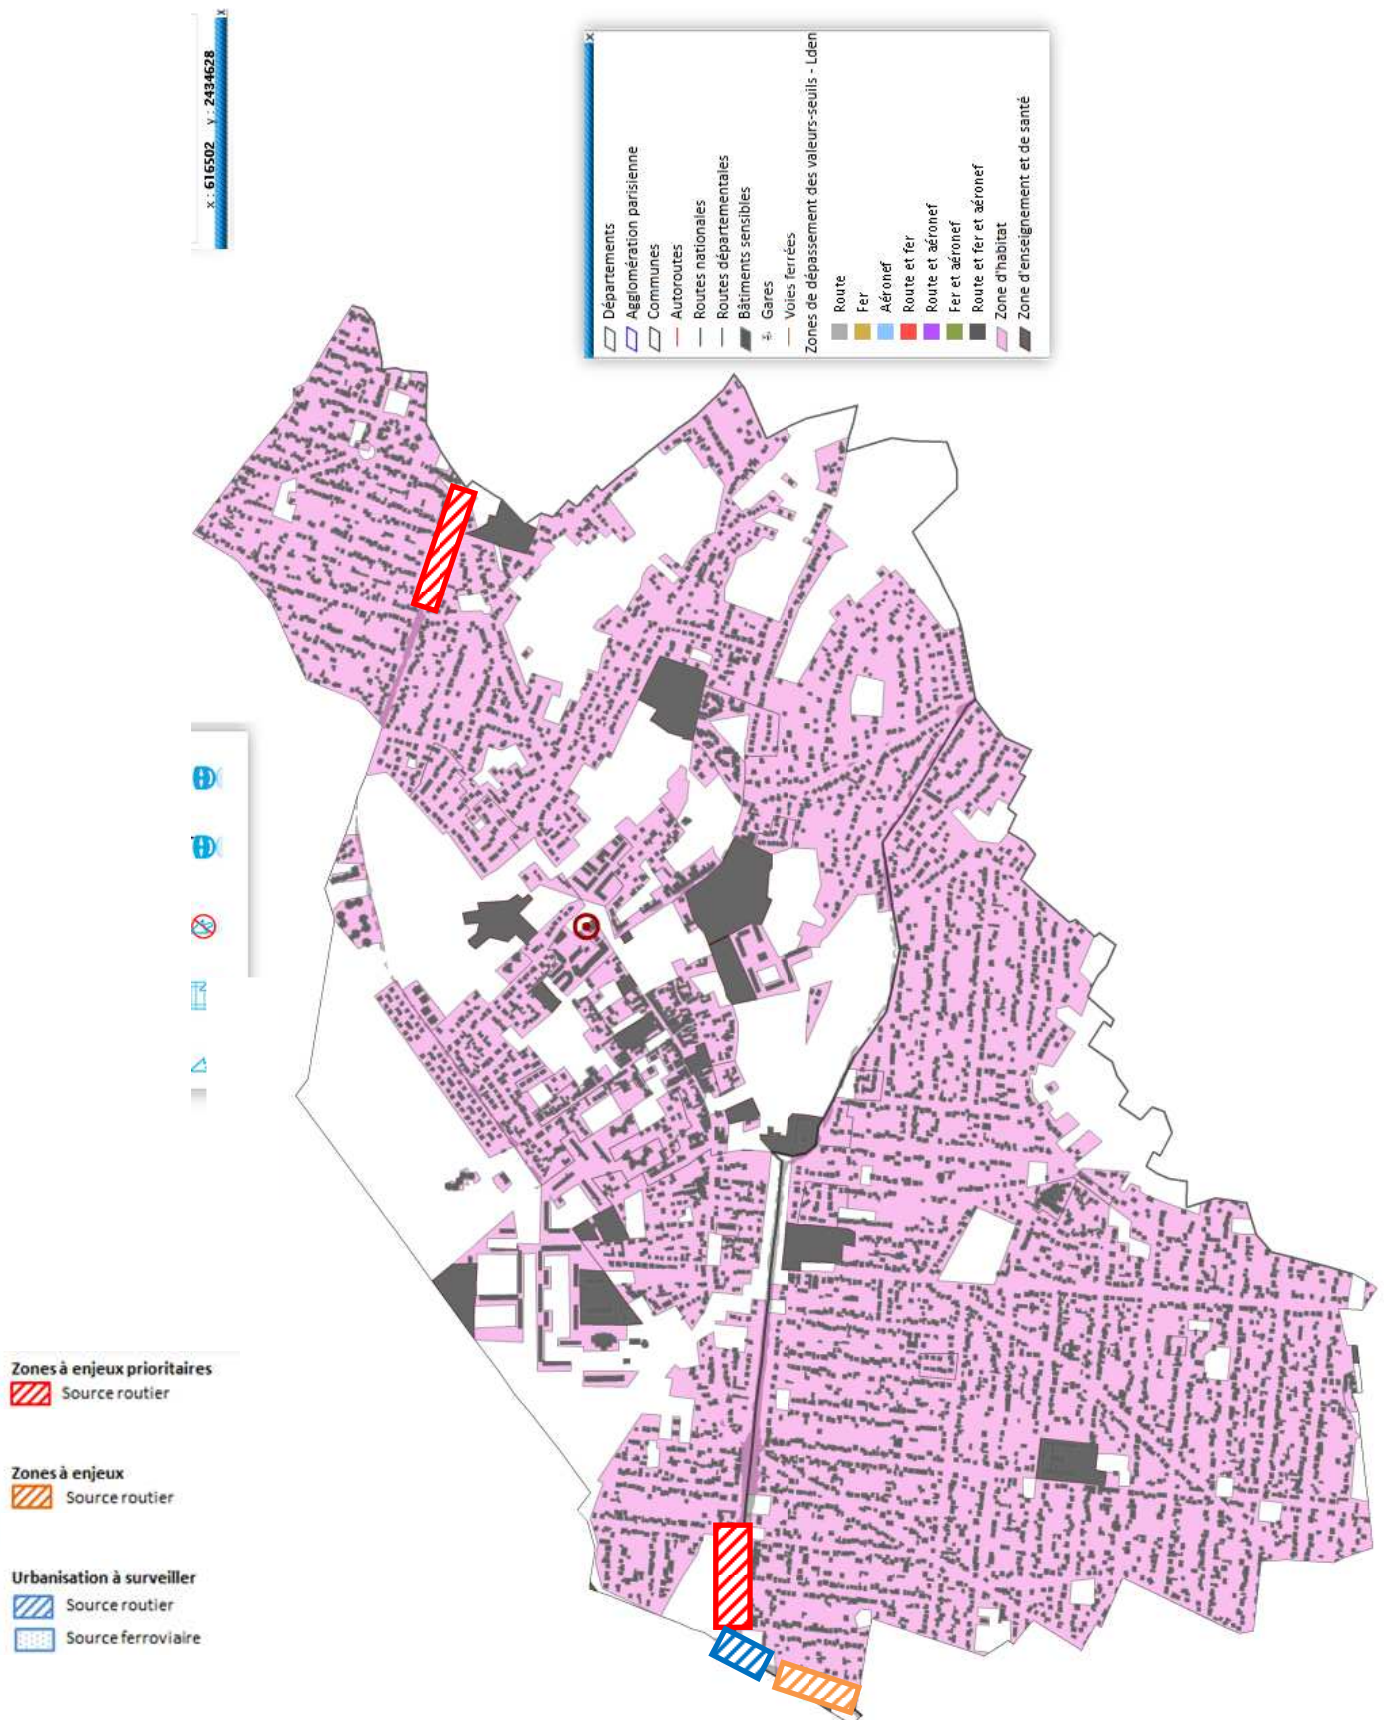 x : 616502 y : 2434628
x
x
Départements
Agglomération parisienne
Communes
Autoroutes
Routes nationales
Routes départementales
Bâtiments sensibles
Gares
Voies ferrées
Zones de dépassement des valeurs-seuils - Lden
Route
Fer
Aéronef
Route et fer
Route et aéronef
Fer et aéronef
Route et fer et aéronef
Zone d'habitat
Zone d'enseignement et de santé
Zones à enjeux prioritaires
Source routier
Zones à enjeux
Source routier
Urbanisation à surveiller
Source routier
Source ferroviaire